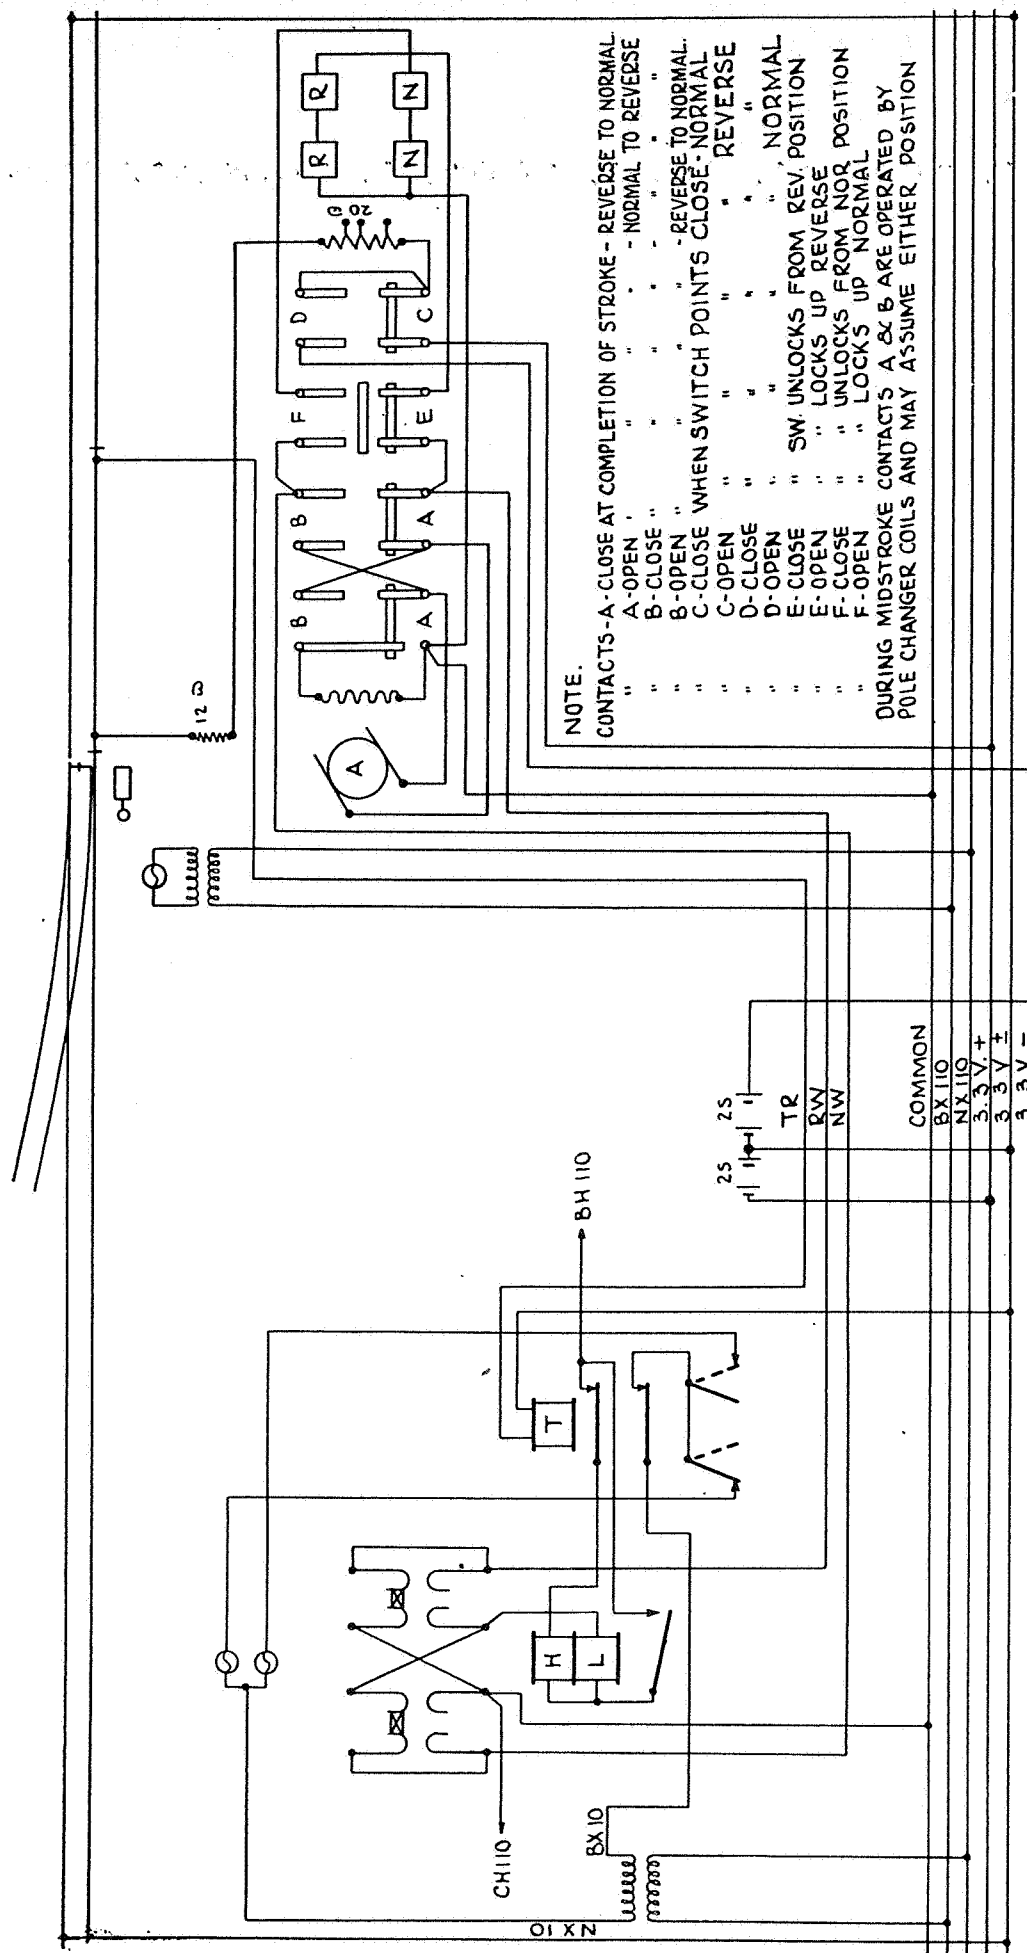 NOTE.
CONTACTS-A-CLOSE AT COMPLETION OF STROKE - REVERSE TO NORMAL.
" A-OPEN " " " " - NORMAL TO REVERSE
" B-CLOSE " " " " - " " "
" B-OPEN " " " " - REVERSE TO NORMAL.
" C-CLOSE WHEN SWITCH POINTS CLOSE-NORMAL
" C-OPEN " " " " REVERSE
" D-CLOSE " " " " "
" D-OPEN " " " " NORMAL
" E-CLOSE " SW. UNLOCKS FROM REV. POSITION
" E-OPEN " " LOCKS UP REVERSE
" F-CLOSE " " UNLOCKS FROM NOR POSITION
" F-OPEN " " LOCKS UP NORMAL
DURING MIDSTROKE CONTACTS A & B ARE OPERATED BY
POLE CHANGER COILS AND MAY ASSUME EITHER POSITION
R
R
N
N
20 Ω
D
C
F
E
B
A
B
A
A
12 Ω
2S
2S
TR
RW
NW
COMMON
BX 110
NX 110
3.3 V. +
3 3 V ±
3 3 V -
BH 110
T
H
L
CH110
BX 10
NX 10